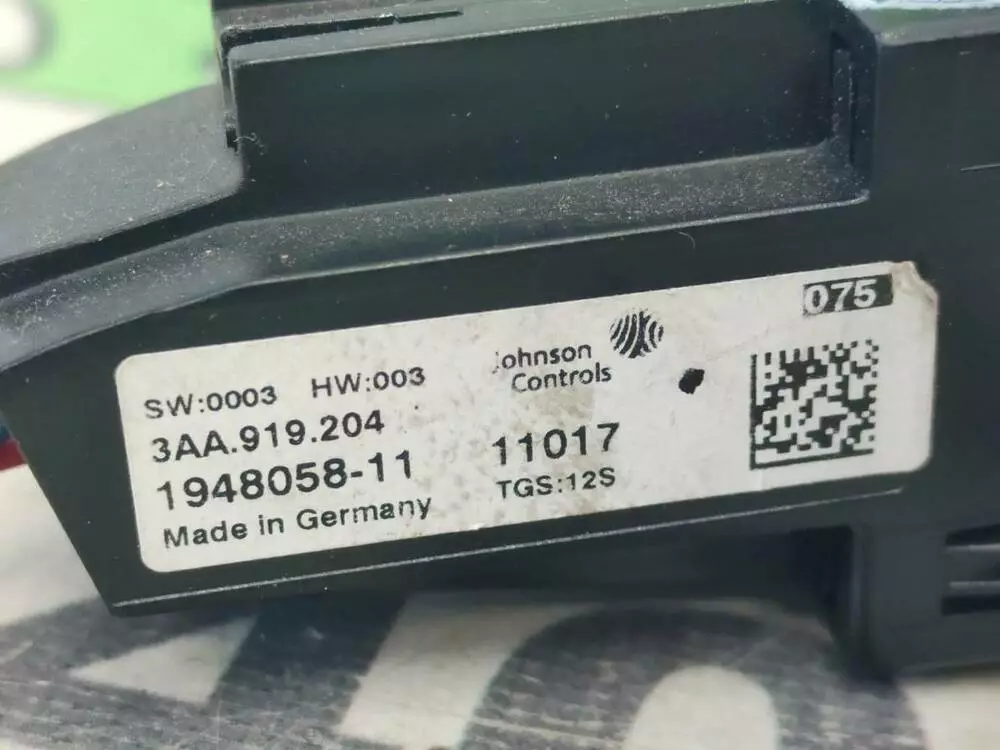 075
SW:0003 HW:003
Johnson
Controls
3AA.919.204
1948058-11 11017
Made in Germany TGS:12S